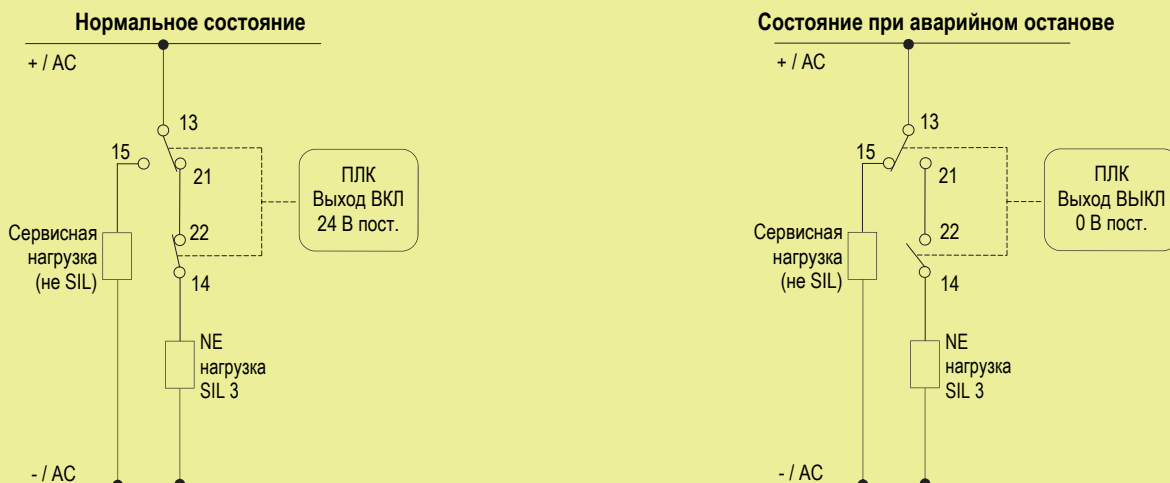 Нормальное состояние
+ / AC
13
15
21
ПЛК
Выход ВКЛ
24 В пост.
22
Сервисная
нагрузка
(не SIL)
14
NE
нагрузка
SIL 3
- / AC
Состояние при аварийном останове
+ / AC
13
15
21
ПЛК
Выход ВЫКЛ
0 В пост.
22
Сервисная
нагрузка
(не SIL)
14
NE
нагрузка
SIL 3
- / AC